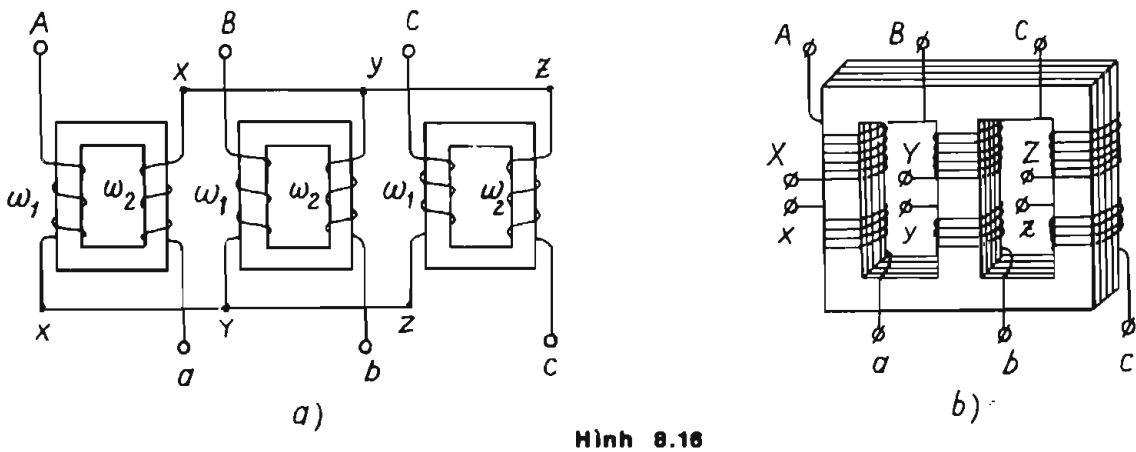 A B C
x y z
ω1 ω2 ω1 ω2 ω1 ω2
X Y Z
a b C
a)
A B C
X Y Z
x y z
a b c
b)
Hình 8.16